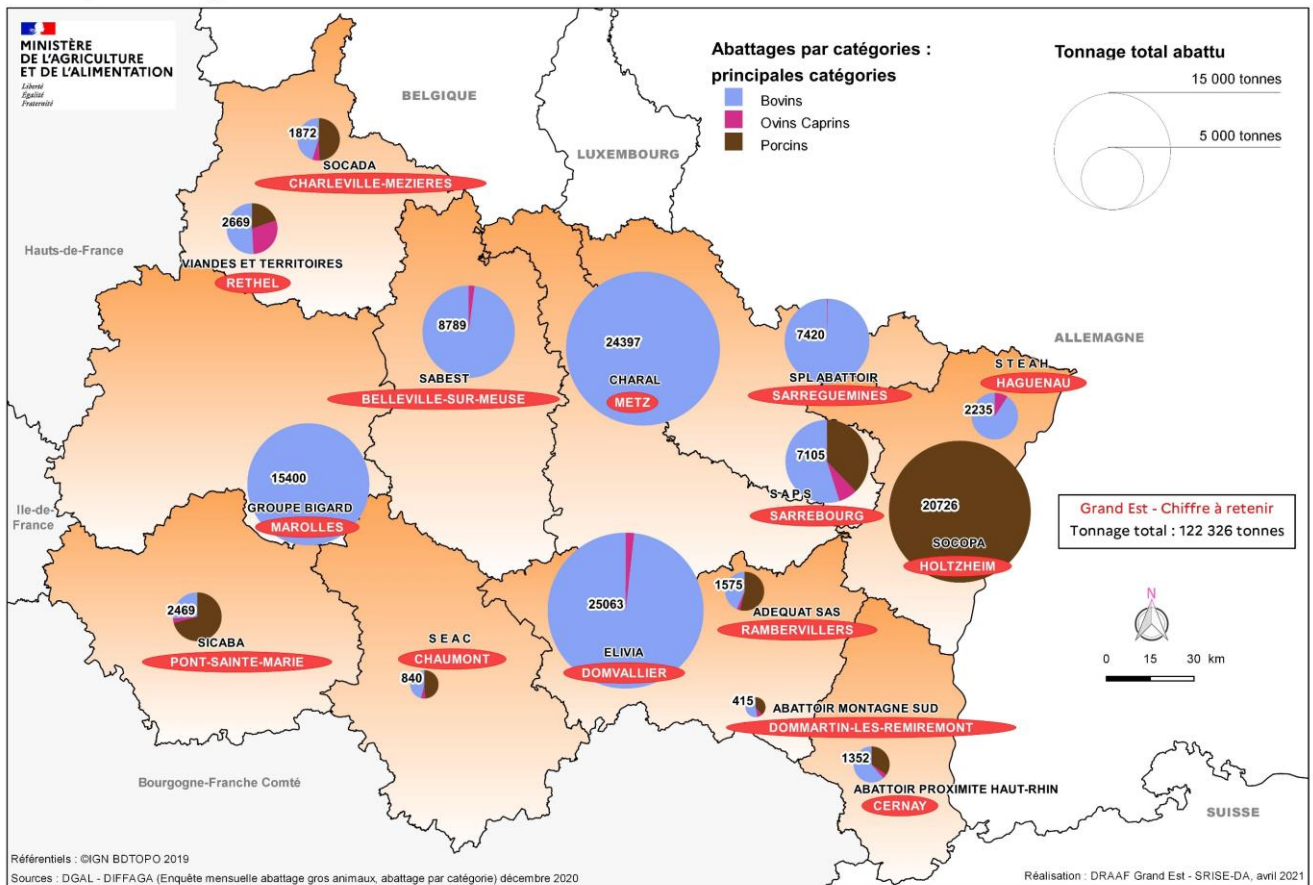 MINISTÈRE
DE L'AGRICULTURE
ET DE L'ALIMENTATION
Liberté
Égalité
Fraternité
Abattages par catégories :
principales catégories
Bovins
Ovins Caprins
Porcins
Tonnage total abattu
15 000 tonnes
5 000 tonnes
BELGIQUE
LUXEMBOURG
ALLEMAGNE
Hauts-de-France
Ile-de-
France
Bourgogne-Franche Comté
SUISSE
1872
SOCADA
CHARLEVILLE-MEZIERES
2669
VIANDES ET TERRITOIRES
RETHEL
8789
SABEST
BELLEVILLE-SUR-MEUSE
24397
CHARAL
METZ
7420
SPL ABATTOIR
SARREGUEMINES
S T E A H
HAGUENAU
2235
7105
S A P S
SARREBOURG
15400
GROUPE BIGARD
MAROLLES
20726
SOCOPA
HOLTZHEIM
Grand Est - Chiffre à retenir
Tonnage total : 122 326 tonnes
2469
SICABA
PONT-SAINTE-MARIE
S E A C
CHAUMONT
840
25063
ELIVIA
DOMVALLIER
1575
ADEQUAT SAS
RAMBERVILLERS
415
ABATTOIR MONTAGNE SUD
DOMMARTIN-LES-REMIREMONT
1352
ABATTOIR PROXIMITE HAUT-RHIN
CERNAY
N
0 15 30 km
Référentiels : ©IGN BDTOPO 2019
Sources : DGAL - DIFFAGA (Enquête mensuelle abattage gros animaux, abattage par catégorie) décembre 2020
Réalisation : DRAAF Grand Est - SRISE-DA, avril 2021